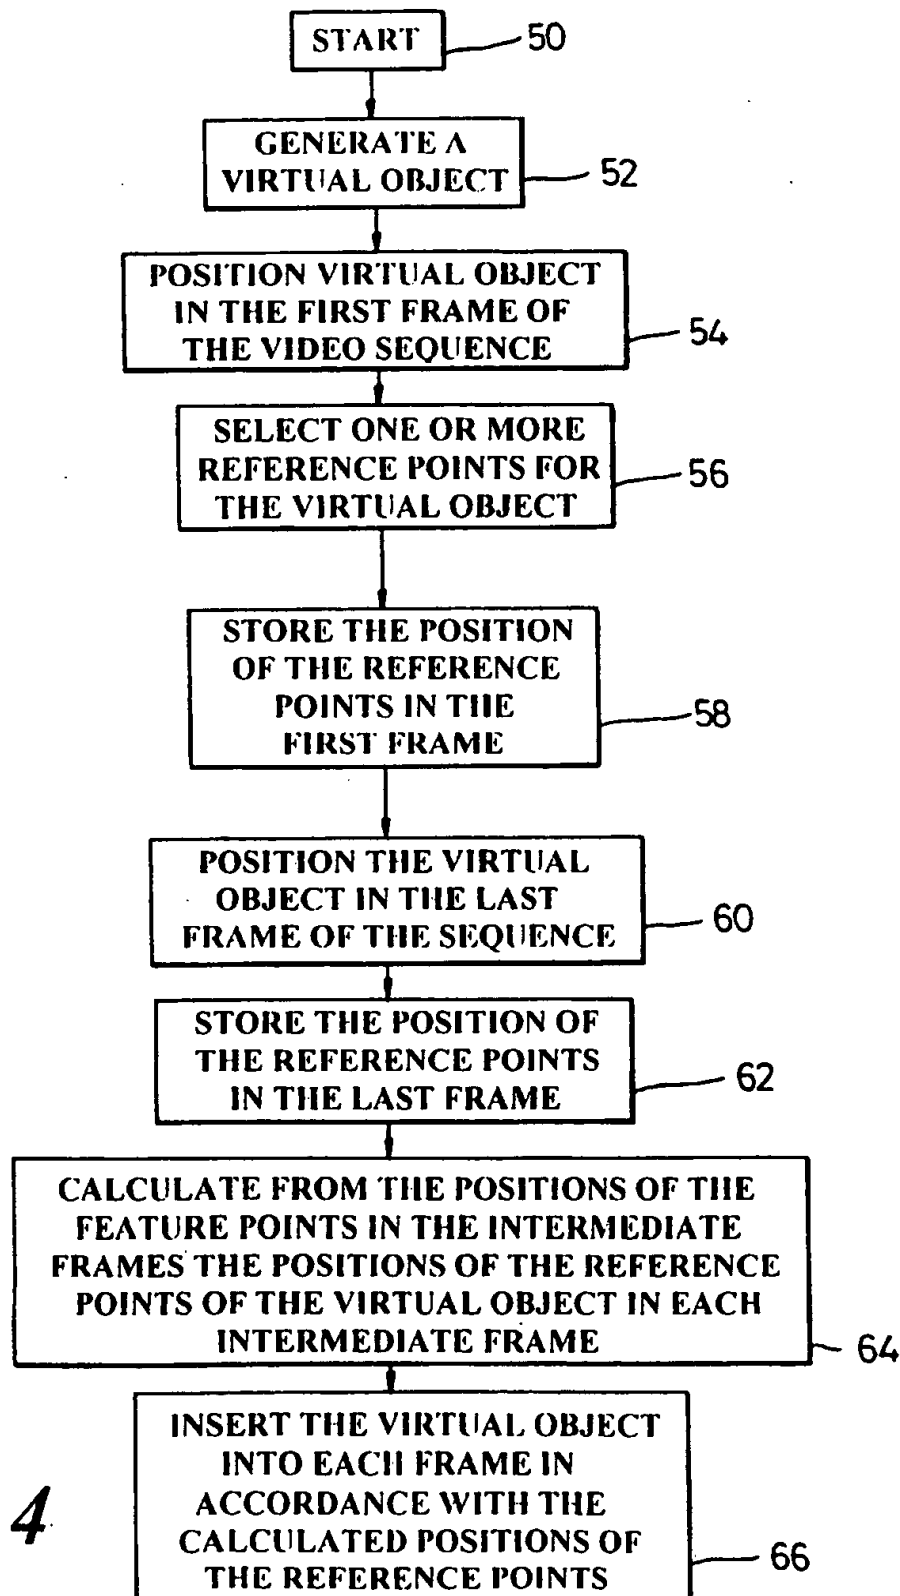 START
50
GENERATE A
VIRTUAL OBJECT
52
POSITION VIRTUAL OBJECT
IN THE FIRST FRAME OF
THE VIDEO SEQUENCE
54
SELECT ONE OR MORE
REFERENCE POINTS FOR
THE VIRTUAL OBJECT
56
STORE THE POSITION
OF THE REFERENCE
POINTS IN THE
FIRST FRAME
58
POSITION THE VIRTUAL
OBJECT IN THE LAST
FRAME OF THE SEQUENCE
60
STORE THE POSITION OF
THE REFERENCE POINTS
IN THE LAST FRAME
62
CALCULATE FROM THE POSITIONS OF THE
FEATURE POINTS IN THE INTERMEDIATE
FRAMES THE POSITIONS OF THE REFERENCE
POINTS OF THE VIRTUAL OBJECT IN EACH
INTERMEDIATE FRAME
64
INSERT THE VIRTUAL OBJECT
INTO EACH FRAME IN
ACCORDANCE WITH THE
CALCULATED POSITIONS OF
THE REFERENCE POINTS
66
4